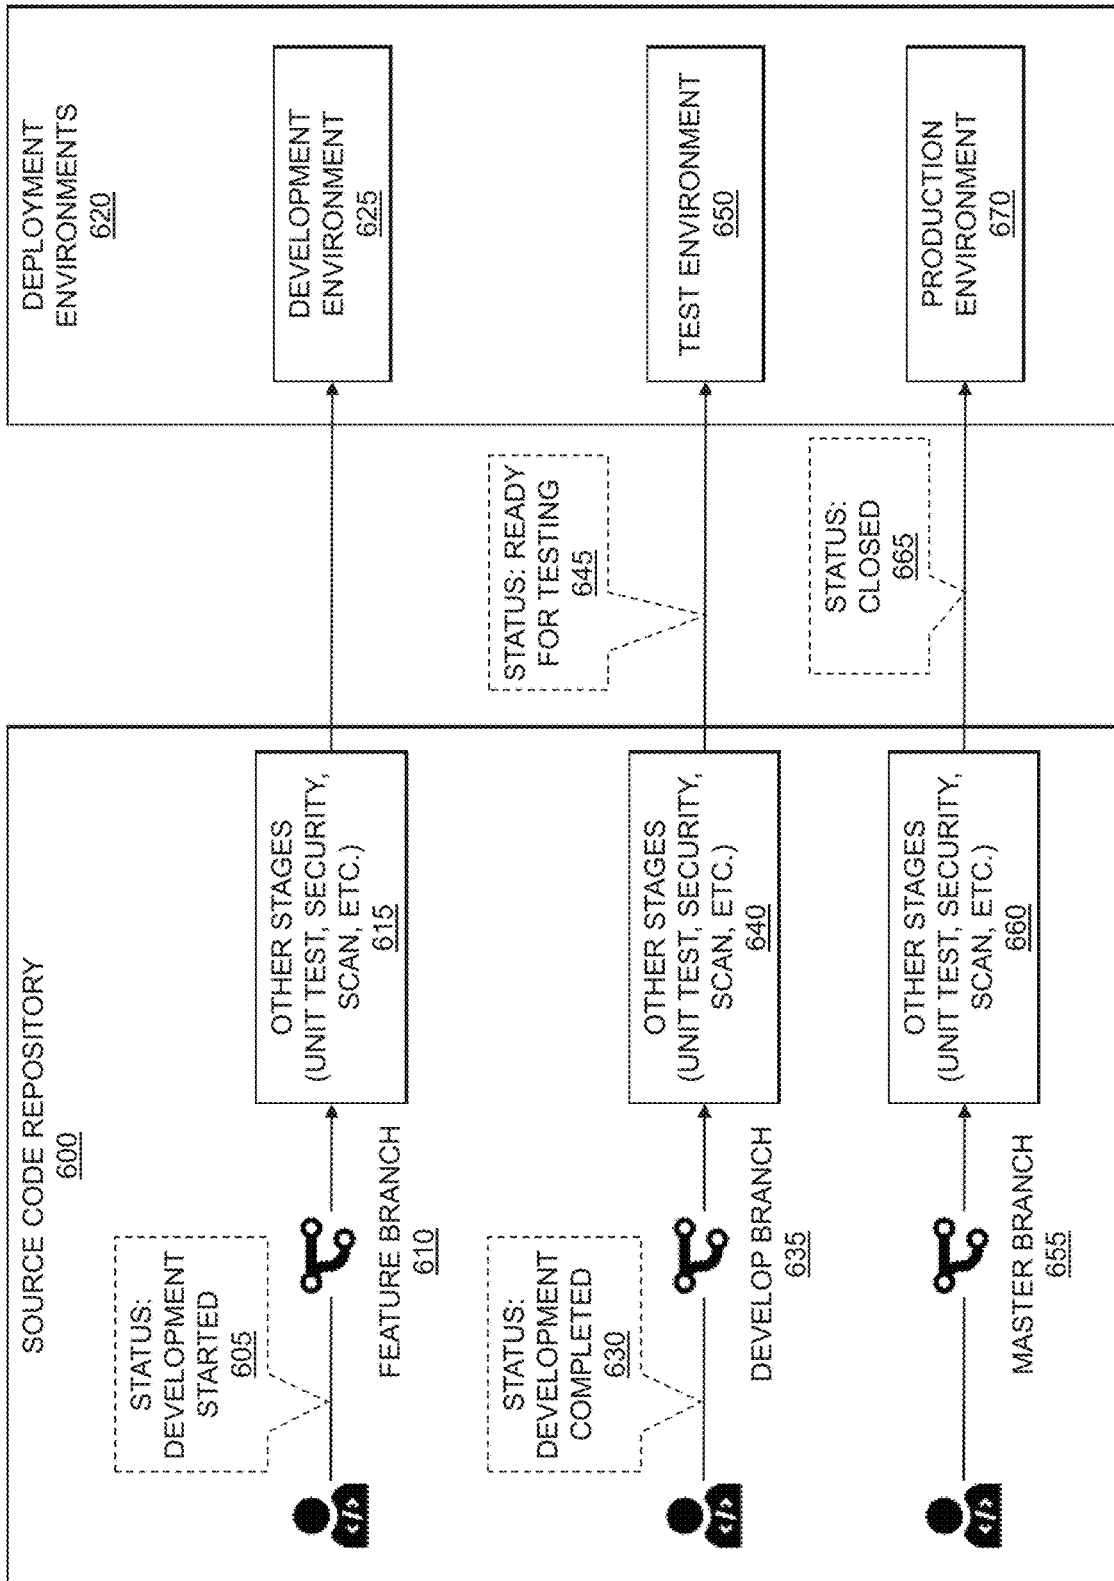 SOURCE CODE REPOSITORY
600
STATUS:
DEVELOPMENT
STARTED
605
FEATURE BRANCH
610
OTHER STAGES
(UNIT TEST, SECURITY,
SCAN, ETC.)
615
STATUS:
DEVELOPMENT
COMPLETED
630
DEVELOP BRANCH
635
OTHER STAGES
(UNIT TEST, SECURITY,
SCAN, ETC.)
640
MASTER BRANCH
655
OTHER STAGES
(UNIT TEST, SECURITY,
SCAN, ETC.)
660
STATUS: READY
FOR TESTING
645
STATUS:
CLOSED
665
DEPLOYMENT
ENVIRONMENTS
620
DEVELOPMENT
ENVIRONMENT
625
TEST ENVIRONMENT
650
PRODUCTION
ENVIRONMENT
670